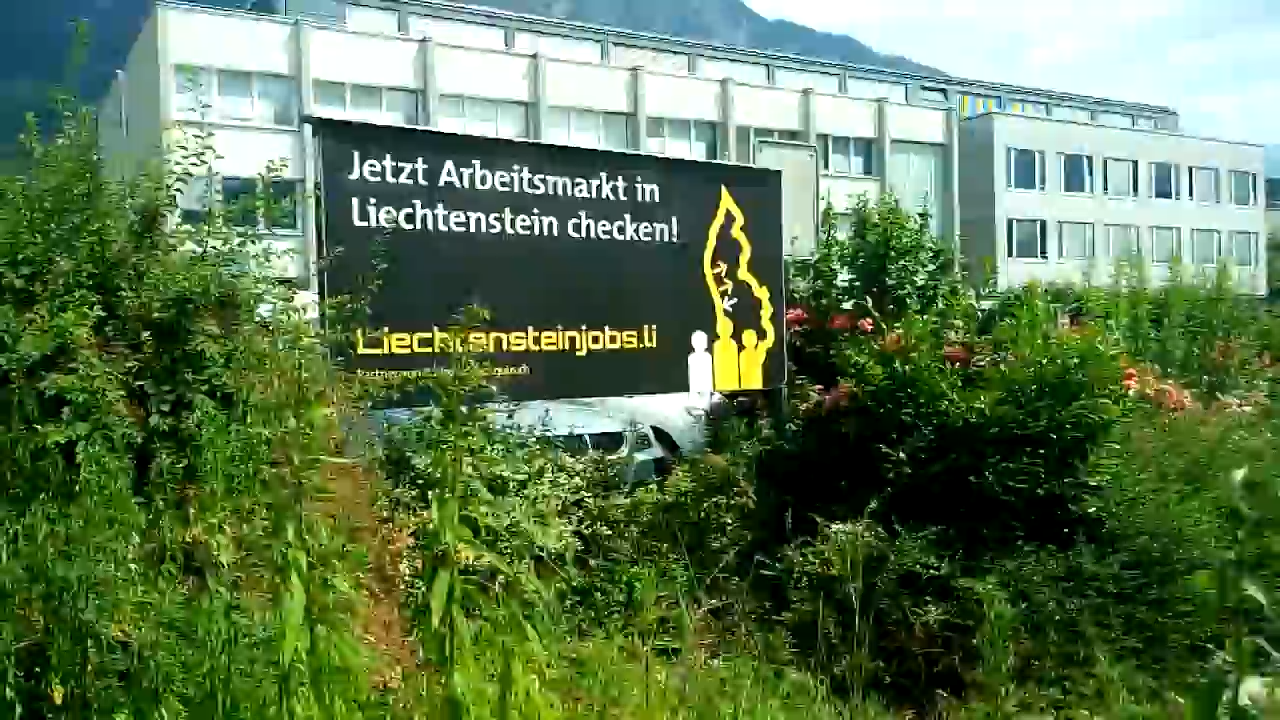 Jetzt Arbeitsmarkt in
Liechtenstein checken!
Liechtensteinjobs.li